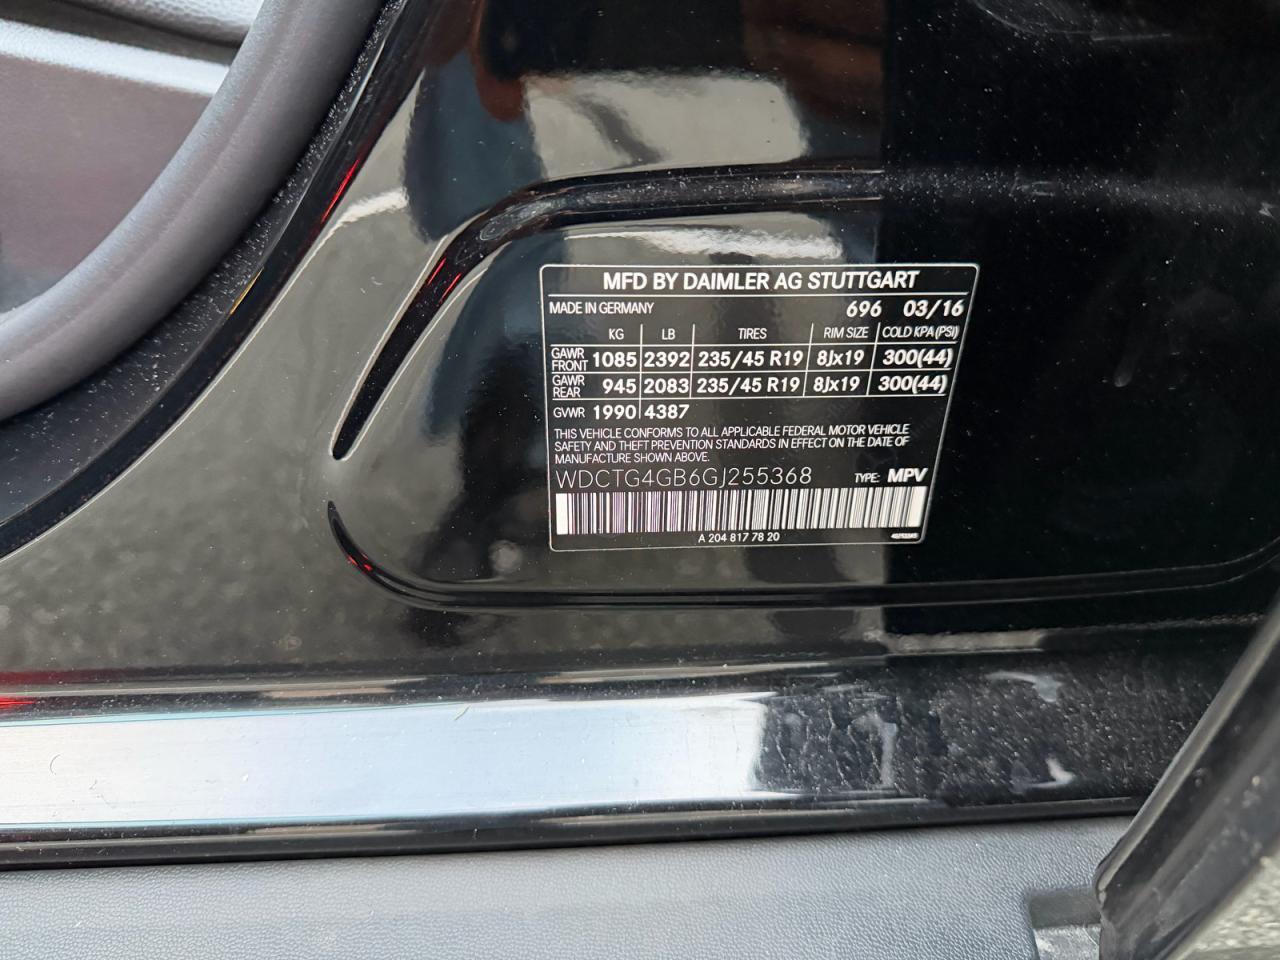 MFD BY DAIMLER AG STUTTGART
MADE IN GERMANY 696 03/16
KG LB TIRES RIM SIZE COLD KPA (PSI)
GAWR FRONT 1085 2392 235/45 R19 8Jx19 300(44)
GAWR REAR 945 2083 235/45 R19 8Jx19 300(44)
GVWR 1990 4387
THIS VEHICLE CONFORMS TO ALL APPLICABLE FEDERAL MOTOR VEHICLE
SAFETY AND THEFT PREVENTION STANDARDS IN EFFECT ON THE DATE OF
MANUFACTURE SHOWN ABOVE.
WDCTG4GB6GJ255368 TYPE: MPV
A 204 817 78 20